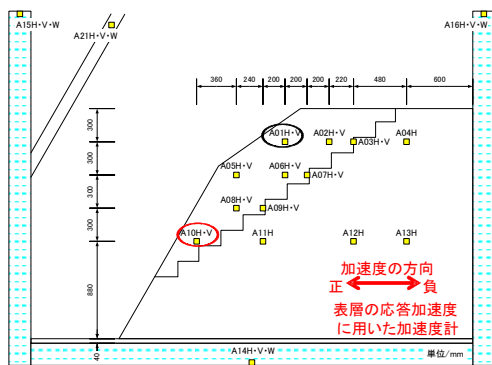 A15H・V・W
A16H・V・W
A21H・V・W
360 240 200 200 200 220 480 600
300
A01H・V A02H・V A03H・V A04H
300
A05H・V A06H・V A07H・V
300
A08H・V A09H・V
300
A10H・V A11H A12H A13H
加速度の方向
正 負
880
表層の応答加速度
に用いた加速度計
40
A14H・V・W
単位/mm